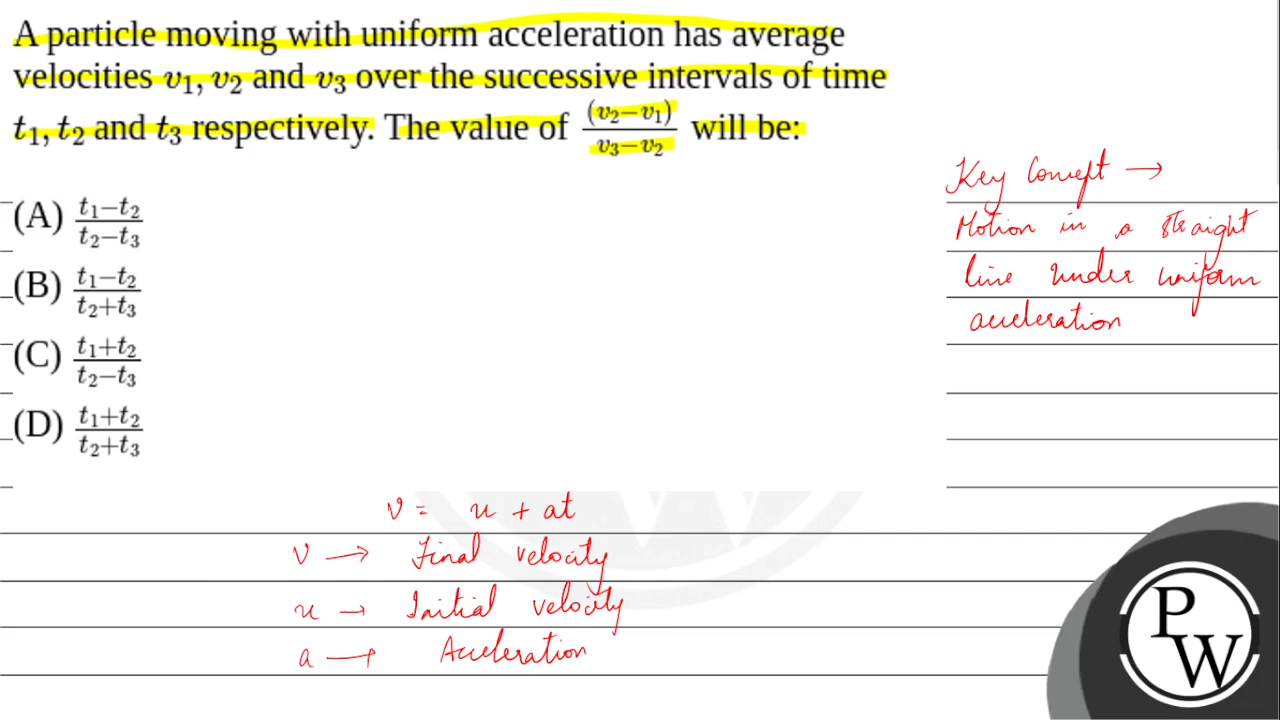 A particle moving with uniform acceleration has average
velocities v₁, v₂ and v₃ over the successive intervals of time
t₁, t₂ and t₃ respectively. The value of (v₂−v₁)/(v₃−v₂) will be:
(A) (t₁−t₂)/(t₂−t₃)
(B) (t₁−t₂)/(t₂+t₃)
(C) (t₁+t₂)/(t₂−t₃)
(D) (t₁+t₂)/(t₂+t₃)
Key Concept →
Motion in a straight
line under uniform
acceleration
v = u + at
v → Final velocity
u → Initial velocity
a → Acceleration
P
W